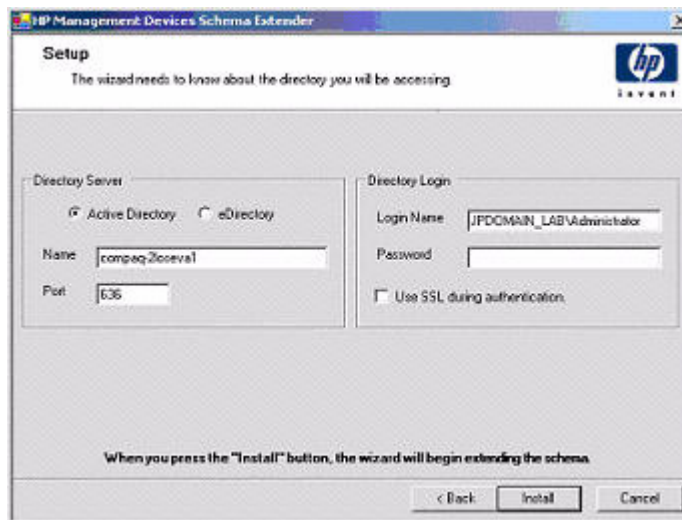 HP Management Devices Schema Extender
Setup
The wizard needs to know about the directory you will be accessing.
hp
invent
Directory Server
Active Directory
eDirectory
Name
compaq-2loseva1
Port
636
Directory Login
Login Name
JPDOMAIN_LAB\Administrator
Password
Use SSL during authentication.
When you press the "Install" button, the wizard will begin extending the schema.
< Back
Install
Cancel